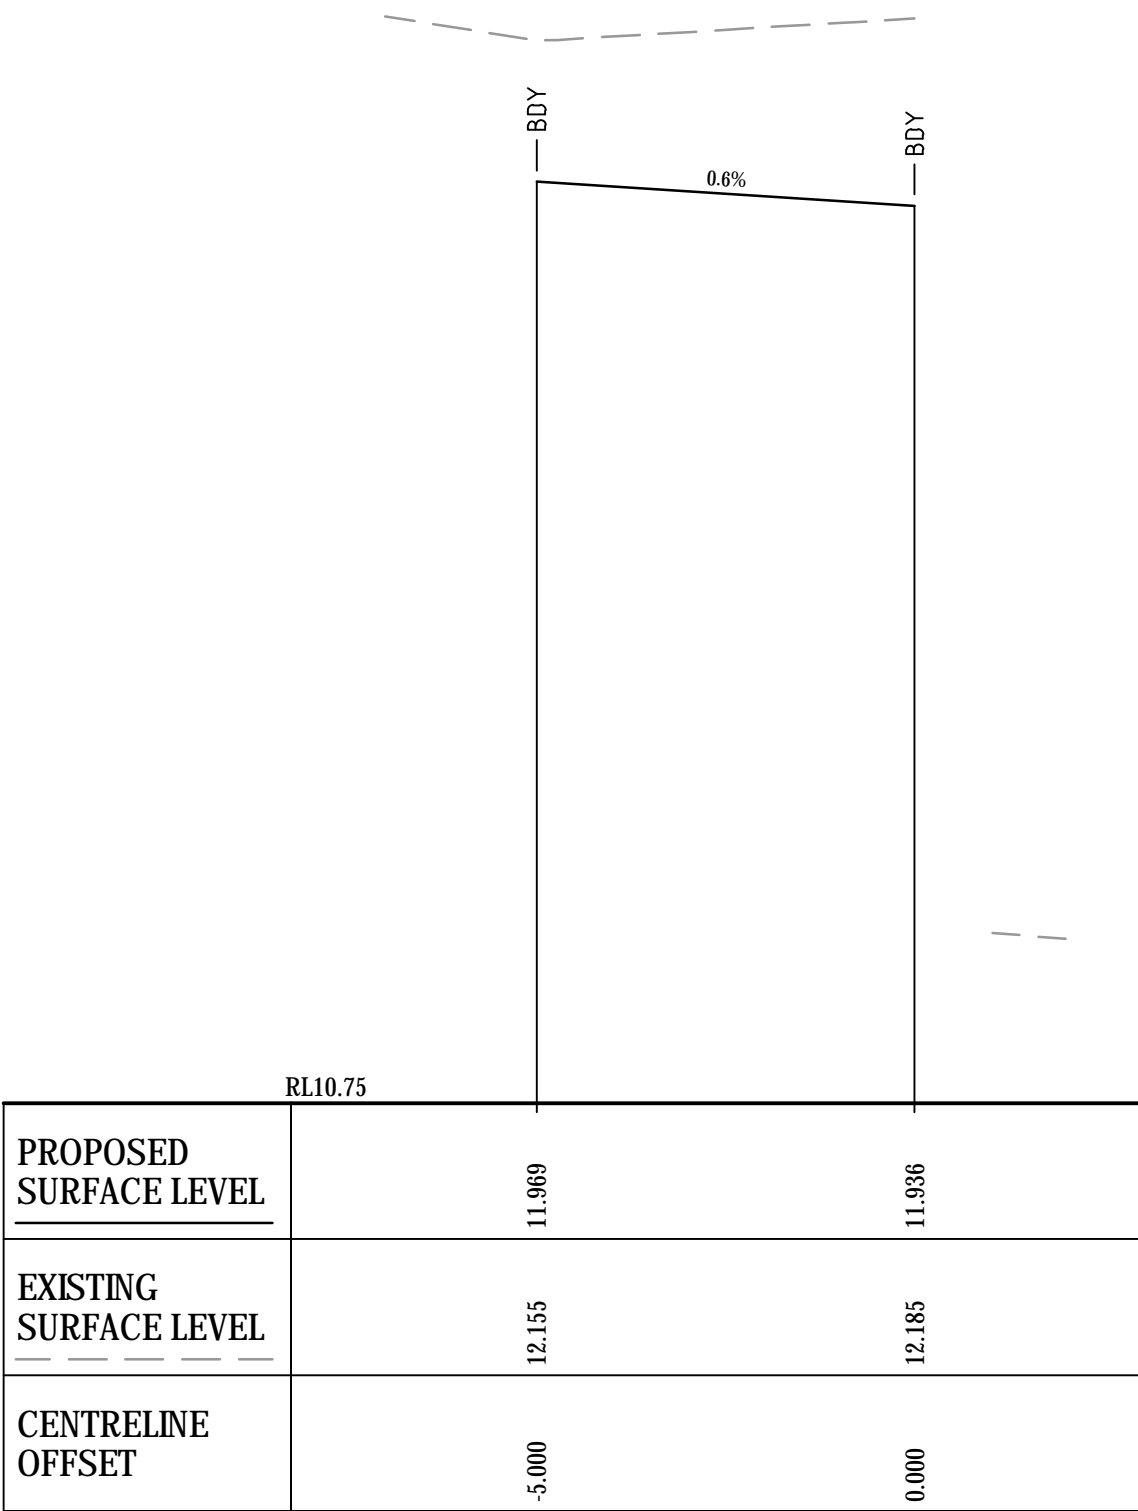 BDY
BDY
0.6%
RL10.75
PROPOSED
SURFACE LEVEL
11.969
11.936
EXISTING
SURFACE LEVEL
12.155
12.185
CENTRELINE
OFFSET
-5.000
0.000